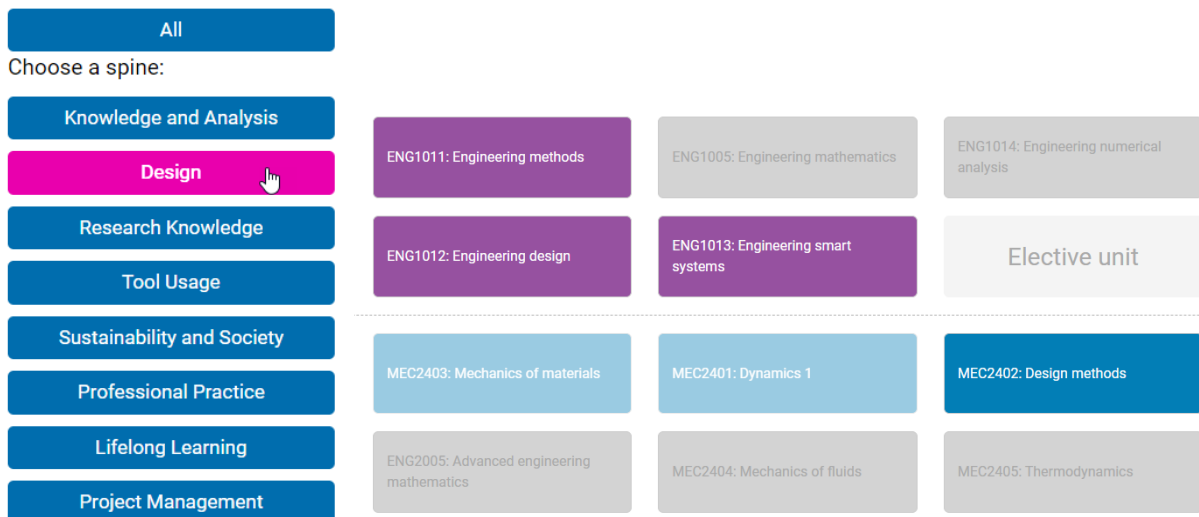 All
Choose a spine:
Knowledge and Analysis
Design
Research Knowledge
Tool Usage
Sustainability and Society
Professional Practice
Lifelong Learning
Project Management
ENG1011: Engineering methods
ENG1005: Engineering mathematics
ENG1014: Engineering numerical
analysis
ENG1012: Engineering design
ENG1013: Engineering smart
systems
Elective unit
MEC2403: Mechanics of materials
MEC2401: Dynamics 1
MEC2402: Design methods
ENG2005: Advanced engineering
mathematics
MEC2404: Mechanics of fluids
MEC2405: Thermodynamics